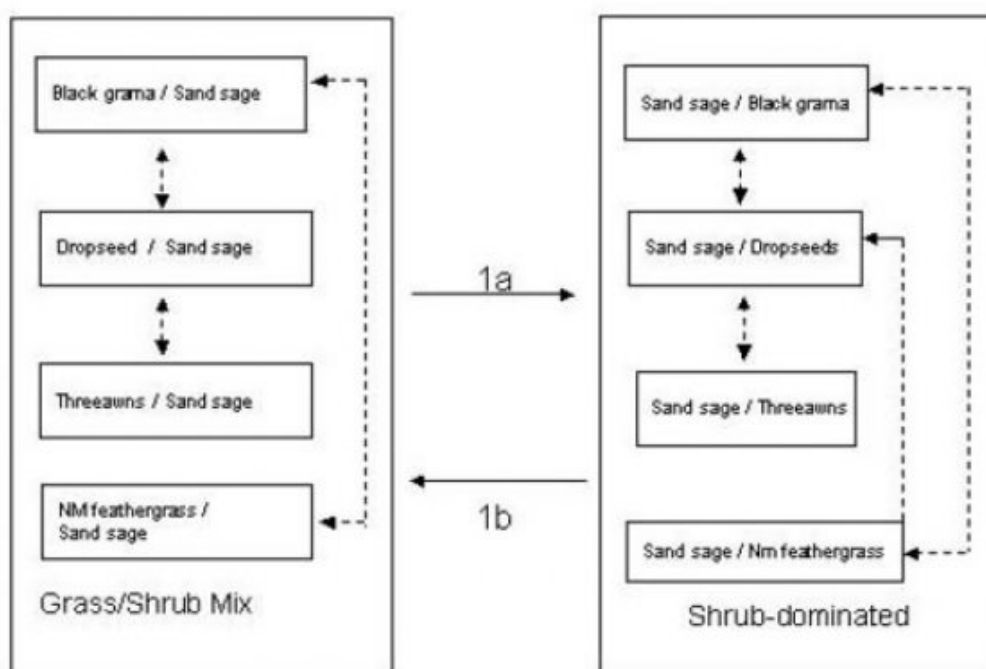 Black grama / Sand sage
Dropseed / Sand sage
Threeawns / Sand sage
NM feathergrass /
Sand sage
Grass/Shrub Mix
1a
1b
Sand sage / Black grama
Sand sage / Dropseeds
Sand sage / Threeawns
Sand sage / Nm feathergrass
Shrub-dominated